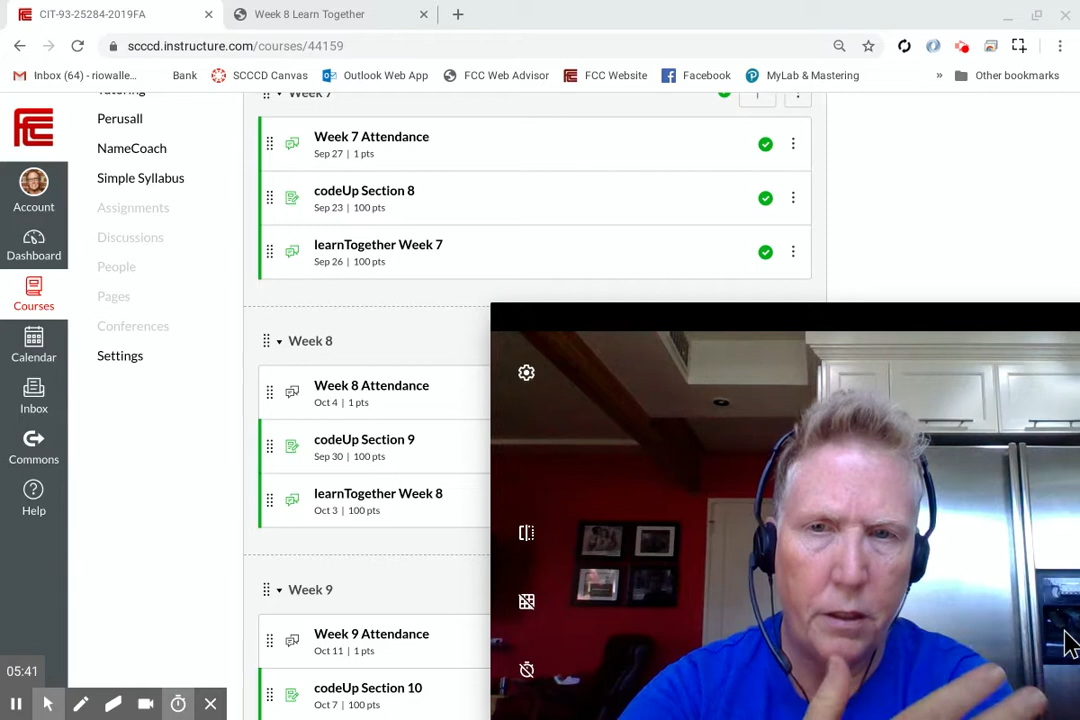 CIT-93-25284-2019FA
Week 8 Learn Together
scccd.instructure.com/courses/44159
Inbox (64) - riowalle...
Bank
SCCCD Canvas
Outlook Web App
FCC Web Advisor
FCC Website
Facebook
MyLab & Mastering
»
Other bookmarks
Account
Dashboard
Courses
Calendar
Inbox
Commons
Help
Tutoring
Perusall
NameCoach
Simple Syllabus
Assignments
Discussions
People
Pages
Conferences
Settings
Week 7
Week 7 Attendance
Sep 27 | 1 pts
codeUp Section 8
Sep 23 | 100 pts
learnTogether Week 7
Sep 26 | 100 pts
Week 8
Week 8 Attendance
Oct 4 | 1 pts
codeUp Section 9
Sep 30 | 100 pts
learnTogether Week 8
Oct 3 | 100 pts
Week 9
Week 9 Attendance
Oct 11 | 1 pts
codeUp Section 10
Oct 7 | 100 pts
05:41